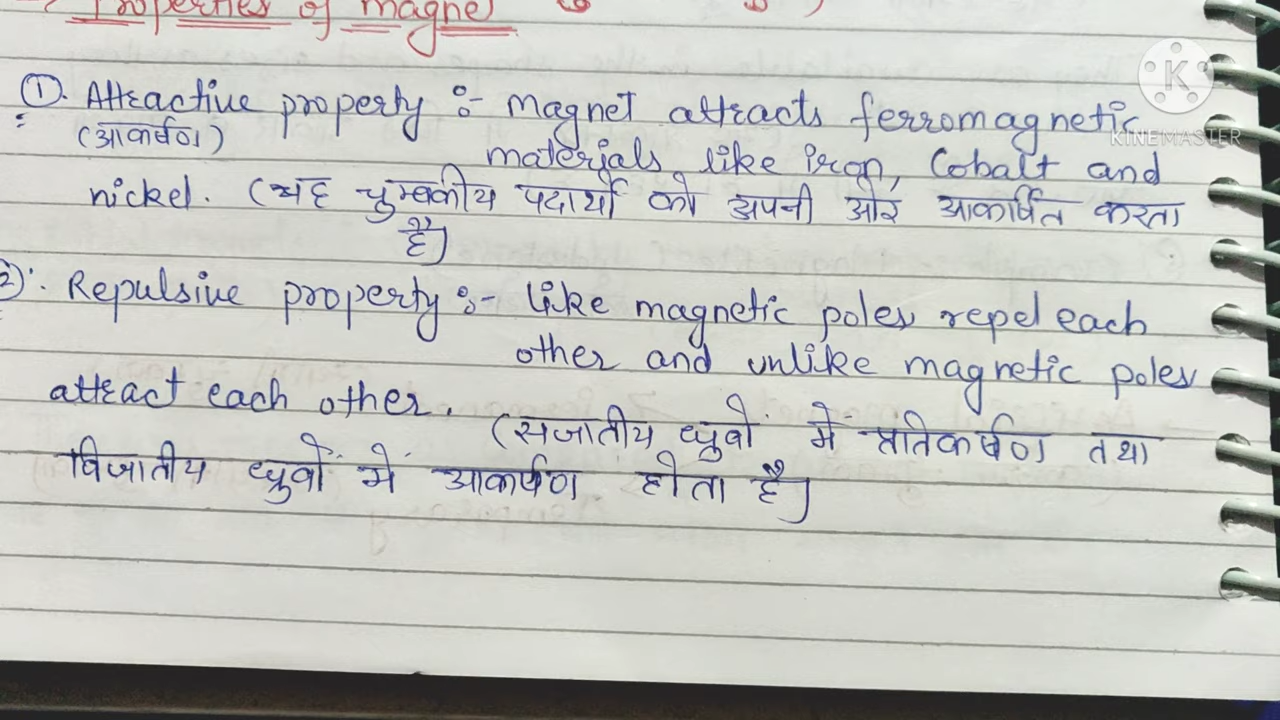 Properties of magnet
①. Attractive property :- magnet attracts ferromagnetic
(आकर्षण)
materials like iron, Cobalt and
nickel. (यह चुम्बकीय पदार्थो को अपनी ओर आकर्षित करता
है)
2). Repulsive property :- like magnetic poles repel each
other and unlike magnetic poles
attract each other.
(सजातीय ध्रुवों में प्रतिकर्षण तथा
विजातीय ध्रुवों में आकर्षण होता है)
K
KINEMASTER